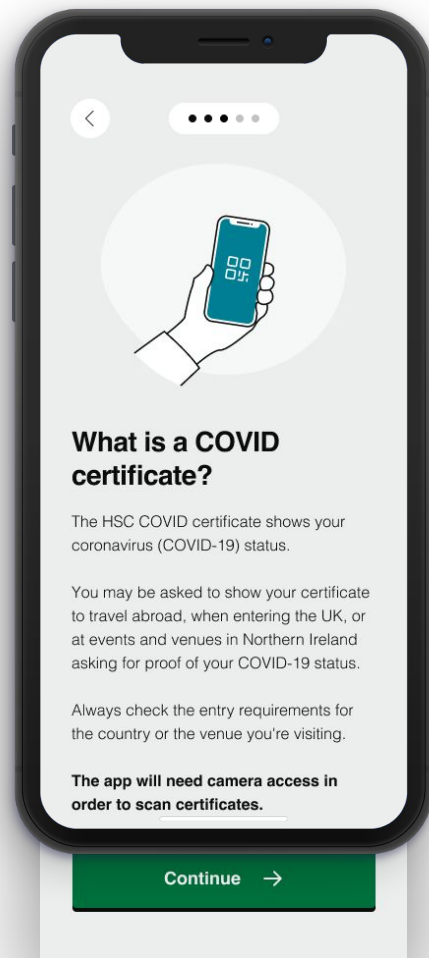 What is a COVID
certificate?
The HSC COVID certificate shows your
coronavirus (COVID-19) status.
You may be asked to show your certificate
to travel abroad, when entering the UK, or
at events and venues in Northern Ireland
asking for proof of your COVID-19 status.
Always check the entry requirements for
the country or the venue you're visiting.
The app will need camera access in
order to scan certificates.
Continue